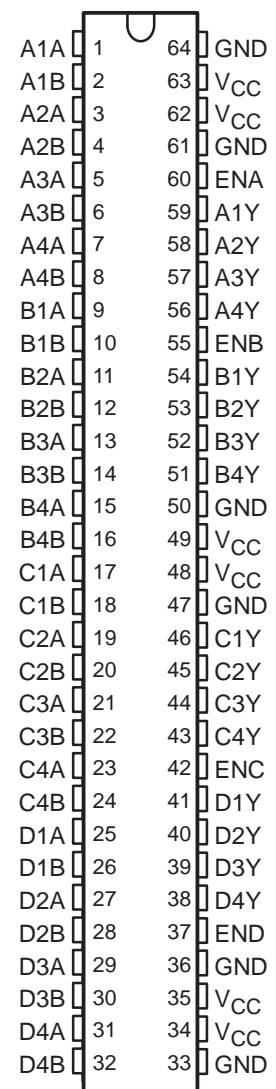 A1A 1 64 GND
A1B 2 63 VCC
A2A 3 62 VCC
A2B 4 61 GND
A3A 5 60 ENA
A3B 6 59 A1Y
A4A 7 58 A2Y
A4B 8 57 A3Y
B1A 9 56 A4Y
B1B 10 55 ENB
B2A 11 54 B1Y
B2B 12 53 B2Y
B3A 13 52 B3Y
B3B 14 51 B4Y
B4A 15 50 GND
B4B 16 49 VCC
C1A 17 48 VCC
C1B 18 47 GND
C2A 19 46 C1Y
C2B 20 45 C2Y
C3A 21 44 C3Y
C3B 22 43 C4Y
C4A 23 42 ENC
C4B 24 41 D1Y
D1A 25 40 D2Y
D1B 26 39 D3Y
D2A 27 38 D4Y
D2B 28 37 END
D3A 29 36 GND
D3B 30 35 VCC
D4A 31 34 VCC
D4B 32 33 GND